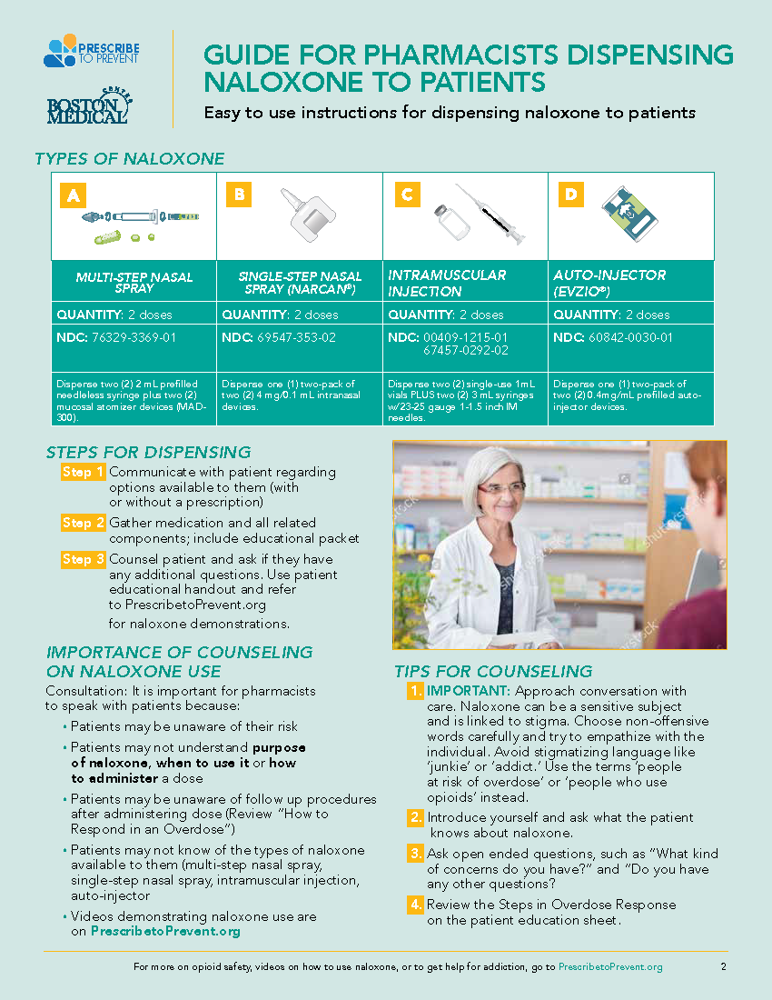 PRESCRIBE
TO PREVENT
BOSTON
MEDICAL
CENTER
GUIDE FOR PHARMACISTS DISPENSING
NALOXONE TO PATIENTS
Easy to use instructions for dispensing naloxone to patients
TYPES OF NALOXONE
A
B
C
D
MULTI-STEP NASAL
SPRAY
SINGLE-STEP NASAL
SPRAY (NARCAN®)
INTRAMUSCULAR
INJECTION
AUTO-INJECTOR
(EVZIO®)
QUANTITY: 2 doses
QUANTITY: 2 doses
QUANTITY: 2 doses
QUANTITY: 2 doses
NDC: 76329-3369-01
NDC: 69547-353-02
NDC: 00409-1215-01
67457-0292-02
NDC: 60842-0030-01
Dispense two (2) 2 mL prefilled
needleless syringe plus two (2)
mucosal atomizer devices (MAD-
300).
Dispense one (1) two-pack of
two (2) 4 mg/0.1 mL intranasal
devices.
Dispense two (2) single-use 1mL
vials PLUS two (2) 3 mL syringes
w/23-25 gauge 1-1.5 inch IM
needles.
Dispense one (1) two-pack of
two (2) 0.4mg/mL prefilled auto-
injector devices.
STEPS FOR DISPENSING
Step 1 Communicate with patient regarding
options available to them (with
or without a prescription)
Step 2 Gather medication and all related
components; include educational packet
Step 3 Counsel patient and ask if they have
any additional questions. Use patient
educational handout and refer
to PrescribetoPrevent.org
for naloxone demonstrations.
shutterstock
shutterstock
IMPORTANCE OF COUNSELING
ON NALOXONE USE
Consultation: It is important for pharmacists
to speak with patients because:
• Patients may be unaware of their risk
• Patients may not understand purpose
of naloxone, when to use it or how
to administer a dose
• Patients may be unaware of follow up procedures
after administering dose (Review "How to
Respond in an Overdose")
• Patients may not know of the types of naloxone
available to them (multi-step nasal spray,
single-step nasal spray, intramuscular injection,
auto-injector
• Videos demonstrating naloxone use are
on PrescribetoPrevent.org
TIPS FOR COUNSELING
1. IMPORTANT: Approach conversation with
care. Naloxone can be a sensitive subject
and is linked to stigma. Choose non-offensive
words carefully and try to empathize with the
individual. Avoid stigmatizing language like
'junkie' or 'addict.' Use the terms 'people
at risk of overdose' or 'people who use
opioids' instead.
2. Introduce yourself and ask what the patient
knows about naloxone.
3. Ask open ended questions, such as "What kind
of concerns do you have?" and "Do you have
any other questions?
4. Review the Steps in Overdose Response
on the patient education sheet.
For more on opioid safety, videos on how to use naloxone, or to get help for addiction, go to PrescribetoPrevent.org
2